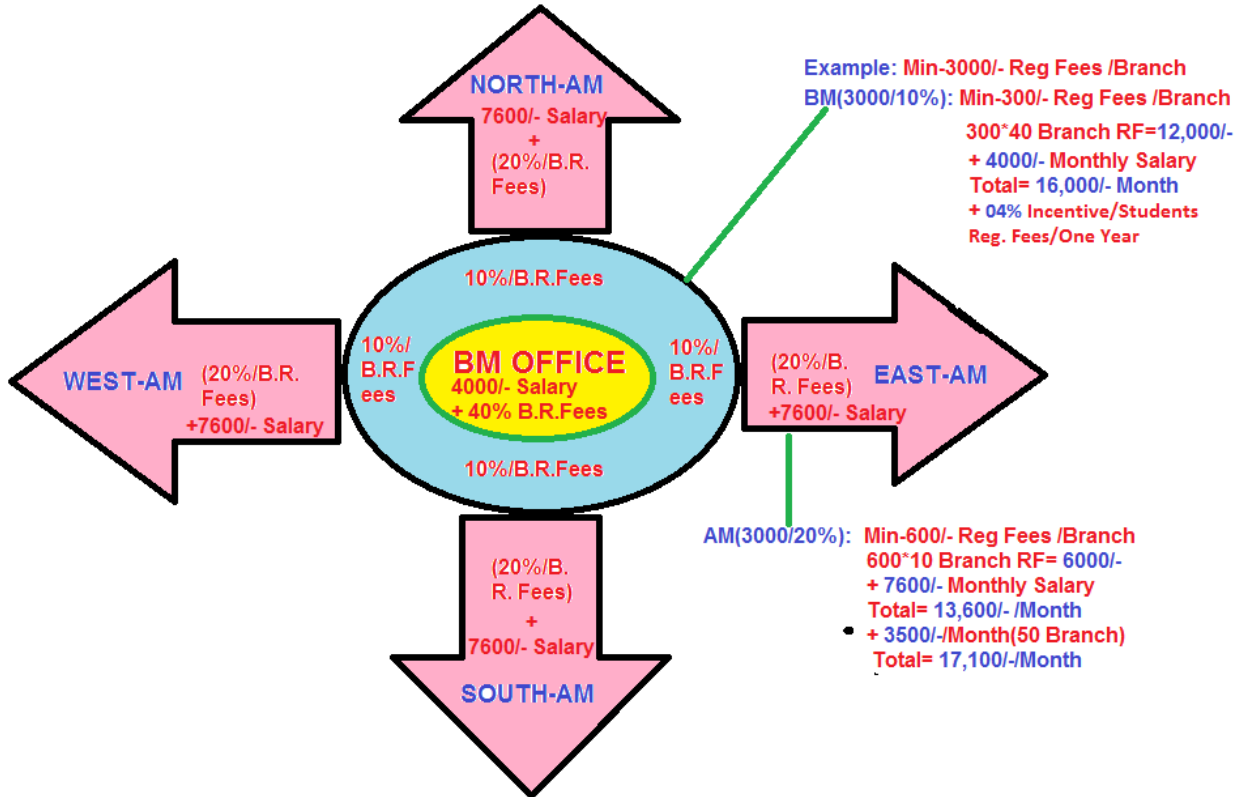 NORTH-AM
7600/- Salary
+
(20%/B.R.
Fees)
Example: Min-3000/- Reg Fees /Branch
BM(3000/10%): Min-300/- Reg Fees /Branch
300*40 Branch RF=12,000/-
+ 4000/- Monthly Salary
Total= 16,000/- Month
+ 04% Incentive/Students
Reg. Fees/One Year
10%/B.R.Fees
WEST-AM
(20%/B.R.
Fees)
+7600/- Salary
10%/
B.R.F
ees
BM OFFICE
4000/- Salary
+ 40% B.R.Fees
10%/
B.R.F
ees
(20%/B.
R. Fees)
+7600/- Salary
EAST-AM
10%/B.R.Fees
(20%/B.
R. Fees)
+
7600/- Salary
SOUTH-AM
AM(3000/20%): Min-600/- Reg Fees /Branch
600*10 Branch RF= 6000/-
+ 7600/- Monthly Salary
Total= 13,600/- /Month
+ 3500/-/Month(50 Branch)
Total= 17,100/-/Month